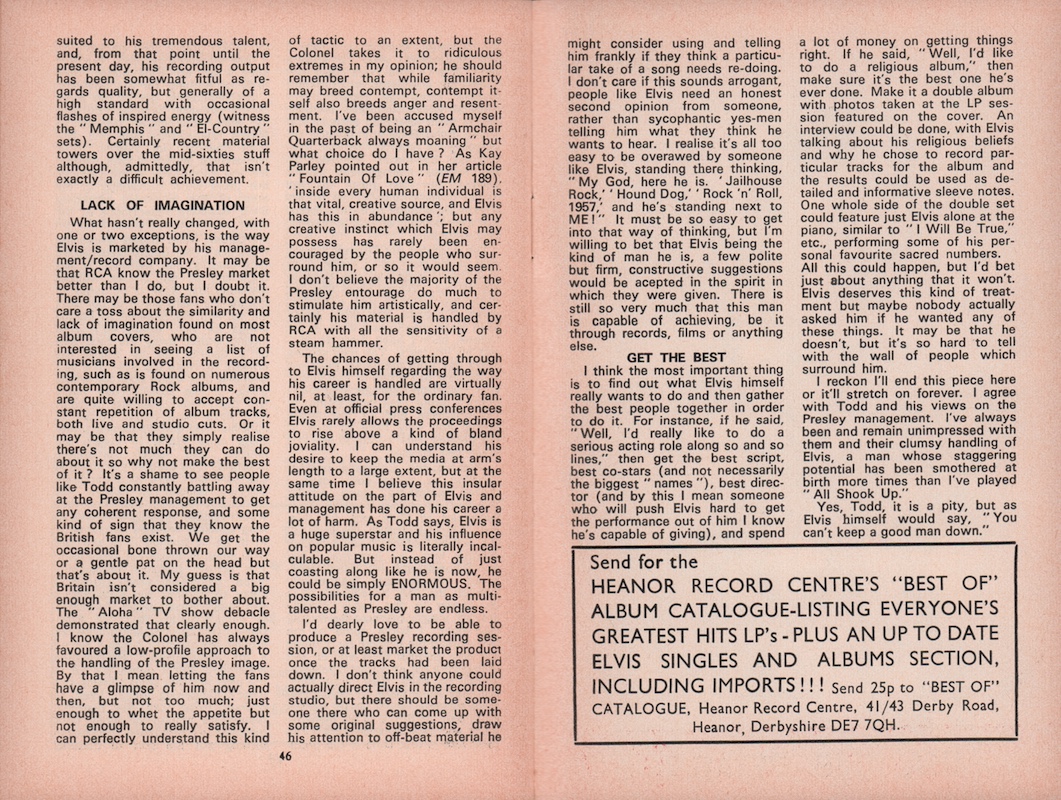 suited to his tremendous talent,
and, from that point until the
present day, his recording output
has been somewhat fitful as re-
gards quality, but generally of a
high standard with occasional
flashes of inspired energy (witness
the "Memphis" and "El-Country"
sets). Certainly recent material
towers over the mid-sixties stuff
although, admittedly, that isn't
exactly a difficult achievement.
LACK OF IMAGINATION
What hasn't really changed, with
one or two exceptions, is the way
Elvis is marketed by his manage-
ment/record company. It may be
that RCA know the Presley market
better than I do, but I doubt it.
There may be those fans who don't
care a toss about the similarity and
lack of imagination found on most
album covers, who are not
interested in seeing a list of
musicians involved in the record-
ing, such as is found on numerous
contemporary Rock albums, and
are quite willing to accept con-
stant repetition of album tracks,
both live and studio cuts. Or it
may be that they simply realise
there's not much they can do
about it so why not make the best
of it? It's a shame to see people
like Todd constantly battling away
at the Presley management to get
any coherent response, and some
kind of sign that they know the
British fans exist. We get the
occasional bone thrown our way
or a gentle pat on the head but
that's about it. My guess is that
Britain isn't considered a big
enough market to bother about.
The "Aloha" TV show debacle
demonstrated that clearly enough.
I know the Colonel has always
favoured a low-profile approach to
the handling of the Presley image.
By that I mean letting the fans
have a glimpse of him now and
then, but not too much; just
enough to whet the appetite but
not enough to really satisfy. I
can perfectly understand this kind
of tactic to an extent, but the
Colonel takes it to ridiculous
extremes in my opinion; he should
remember that while familiarity
may breed contempt, contempt it-
self also breeds anger and resent-
ment. I've been accused myself
in the past of being an "Armchair
Quarterback always moaning" but
what choice do I have? As Kay
Parley pointed out in her article
"Fountain Of Love" (EM 189),
'inside every human individual is
that vital, creative source, and Elvis
has this in abundance'; but any
creative instinct which Elvis may
possess has rarely been en-
couraged by the people who sur-
round him, or so it would seem.
I don't believe the majority of the
Presley entourage do much to
stimulate him artistically, and cer-
tainly his material is handled by
RCA with all the sensitivity of a
steam hammer.
The chances of getting through
to Elvis himself regarding the way
his career is handled are virtually
nil, at least, for the ordinary fan.
Even at official press conferences
Elvis rarely allows the proceedings
to rise above a kind of bland
joviality. I can understand his
desire to keep the media at arm's
length to a large extent, but at the
same time I believe this insular
attitude on the part of Elvis and
management has done his career a
lot of harm. As Todd says, Elvis is
a huge superstar and his influence
on popular music is literally incal-
culable. But instead of just
coasting along like he is now, he
could be simply ENORMOUS. The
possibilities for a man as multi-
talented as Presley are endless.
I'd dearly love to be able to
produce a Presley recording ses-
sion, or at least market the product
once the tracks had been laid
down. I don't think anyone could
actually direct Elvis in the recording
studio, but there should be some-
one there who can come up with
some original suggestions, draw
his attention to off-beat material he
46
might consider using and telling
him frankly if they think a particu-
lar take of a song needs re-doing.
I don't care if this sounds arrogant,
people like Elvis need an honest
second opinion from someone,
rather than sycophantic yes-men
telling him what they think he
wants to hear. I realise it's all too
easy to be overawed by someone
like Elvis, standing there thinking,
"My God, here he is. 'Jailhouse
Rock,' 'Hound Dog,' 'Rock 'n' Roll,
1957,' and he's standing next to
ME!" It must be so easy to get
into that way of thinking, but I'm
willing to bet that Elvis being the
kind of man he is, a few polite
but firm, constructive suggestions
would be acepted in the spirit in
which they were given. There is
still so very much that this man
is capable of achieving, be it
through records, films or anything
else.
GET THE BEST
I think the most important thing
is to find out what Elvis himself
really wants to do and then gather
the best people together in order
to do it. For instance, if he said,
"Well, I'd really like to do a
serious acting role along so and so
lines," then get the best script,
best co-stars (and not necessarily
the biggest "names"), best direc-
tor (and by this I mean someone
who will push Elvis hard to get
the performance out of him I know
he's capable of giving), and spend
a lot of money on getting things
right. If he said, "Well, I'd like
to do a religious album," then
make sure it's the best one he's
ever done. Make it a double album
with photos taken at the LP ses-
sion featured on the cover. An
interview could be done, with Elvis
talking about his religious beliefs
and why he chose to record par-
ticular tracks for the album and
the results could be used as de-
tailed and informative sleeve notes.
One whole side of the double set
could feature just Elvis alone at the
piano, similar to "I Will Be True,"
etc., performing some of his per-
sonal favourite sacred numbers.
All this could happen, but I'd bet
just about anything that it won't.
Elvis deserves this kind of treat-
ment but maybe nobody actually
asked him if he wanted any of
these things. It may be that he
doesn't, but it's so hard to tell
with the wall of people which
surround him.
I reckon I'll end this piece here
or it'll stretch on forever. I agree
with Todd and his views on the
Presley management. I've always
been and remain unimpressed with
them and their clumsy handling of
Elvis, a man whose staggering
potential has been smothered at
birth more times than I've played
"All Shook Up."
Yes, Todd, it is a pity, but as
Elvis himself would say, "You
can't keep a good man down."
Send for the
HEANOR RECORD CENTRE'S "BEST OF"
ALBUM CATALOGUE-LISTING EVERYONE'S
GREATEST HITS LP's - PLUS AN UP TO DATE
ELVIS SINGLES AND ALBUMS SECTION,
INCLUDING IMPORTS!!! Send 25p to "BEST OF"
CATALOGUE, Heanor Record Centre, 41/43 Derby Road,
Heanor, Derbyshire DE7 7QH.